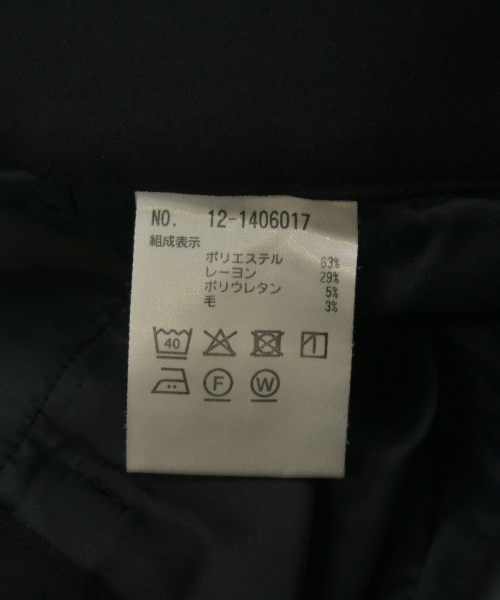 NO. 12-1406017
組成表示
ポリエステル 63%
レーヨン 29%
ポリウレタン 5%
毛 3%
40
F W